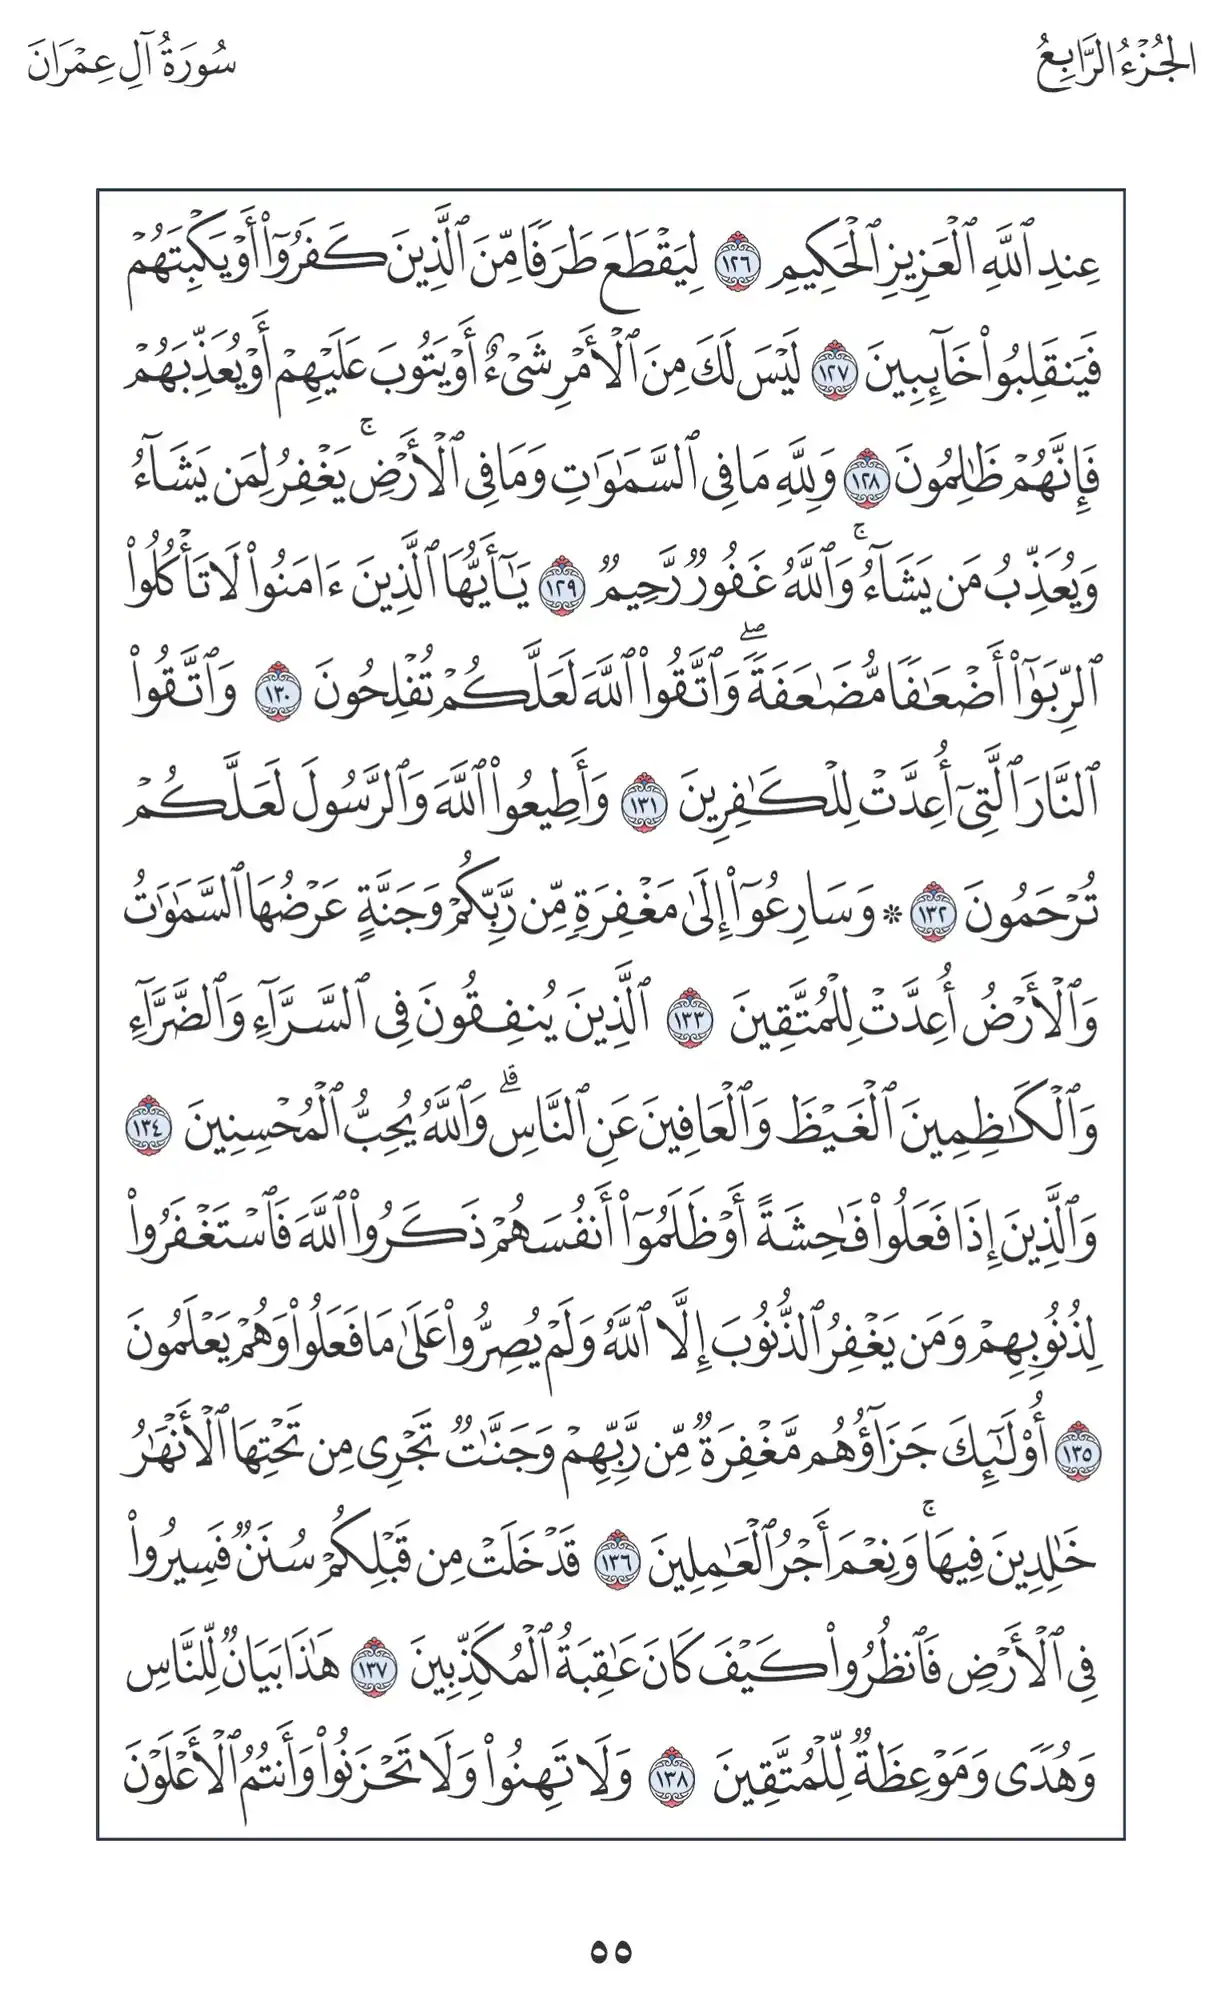 الجُزْءُ الرَّابِعُ
سُورَةُ آلِ عِمْرَانَ
عِندِ ٱللَّهِ ٱلْعَزِيزِ ٱلْحَكِيمِ ١٢٦ لِيَقْطَعَ طَرَفًا مِّنَ ٱلَّذِينَ كَفَرُوٓا۟ أَوْ يَكْبِتَهُمْ
فَيَنقَلِبُوا۟ خَآئِبِينَ ١٢٧ لَيْسَ لَكَ مِنَ ٱلْأَمْرِ شَىْءٌ أَوْ يَتُوبَ عَلَيْهِمْ أَوْ يُعَذِّبَهُمْ
فَإِنَّهُمْ ظَٰلِمُونَ ١٢٨ وَلِلَّهِ مَا فِى ٱلسَّمَٰوَٰتِ وَمَا فِى ٱلْأَرْضِ ۚ يَغْفِرُ لِمَن يَشَآءُ
وَيُعَذِّبُ مَن يَشَآءُ ۚ وَٱللَّهُ غَفُورٌ رَّحِيمٌ ١٢٩ يَٰٓأَيُّهَا ٱلَّذِينَ ءَامَنُوا۟ لَا تَأْكُلُوا۟
ٱلرِّبَوٰٓا۟ أَضْعَٰفًا مُّضَٰعَفَةً ۖ وَٱتَّقُوا۟ ٱللَّهَ لَعَلَّكُمْ تُفْلِحُونَ ١٣٠ وَٱتَّقُوا۟
ٱلنَّارَ ٱلَّتِىٓ أُعِدَّتْ لِلْكَٰفِرِينَ ١٣١ وَأَطِيعُوا۟ ٱللَّهَ وَٱلرَّسُولَ لَعَلَّكُمْ
تُرْحَمُونَ ١٣٢ * وَسَارِعُوٓا۟ إِلَىٰ مَغْفِرَةٍ مِّن رَّبِّكُمْ وَجَنَّةٍ عَرْضُهَا ٱلسَّمَٰوَٰتُ
وَٱلْأَرْضُ أُعِدَّتْ لِلْمُتَّقِينَ ١٣٣ ٱلَّذِينَ يُنفِقُونَ فِى ٱلسَّرَّآءِ وَٱلضَّرَّآءِ
وَٱلْكَٰظِمِينَ ٱلْغَيْظَ وَٱلْعَافِينَ عَنِ ٱلنَّاسِ ۗ وَٱللَّهُ يُحِبُّ ٱلْمُحْسِنِينَ ١٣٤
وَٱلَّذِينَ إِذَا فَعَلُوا۟ فَٰحِشَةً أَوْ ظَلَمُوٓا۟ أَنفُسَهُمْ ذَكَرُوا۟ ٱللَّهَ فَٱسْتَغْفَرُوا۟
لِذُنُوبِهِمْ وَمَن يَغْفِرُ ٱلذُّنُوبَ إِلَّا ٱللَّهُ وَلَمْ يُصِرُّوا۟ عَلَىٰ مَا فَعَلُوا۟ وَهُمْ يَعْلَمُونَ
١٣٥ أُو۟لَٰٓئِكَ جَزَآؤُهُم مَّغْفِرَةٌ مِّن رَّبِّهِمْ وَجَنَّٰتٌ تَجْرِى مِن تَحْتِهَا ٱلْأَنْهَٰرُ
خَٰلِدِينَ فِيهَا ۚ وَنِعْمَ أَجْرُ ٱلْعَٰمِلِينَ ١٣٦ قَدْ خَلَتْ مِن قَبْلِكُمْ سُنَنٌ فَسِيرُوا۟
فِى ٱلْأَرْضِ فَٱنظُرُوا۟ كَيْفَ كَانَ عَٰقِبَةُ ٱلْمُكَذِّبِينَ ١٣٧ هَٰذَا بَيَانٌ لِّلنَّاسِ
وَهُدًى وَمَوْعِظَةٌ لِّلْمُتَّقِينَ ١٣٨ وَلَا تَهِنُوا۟ وَلَا تَحْزَنُوا۟ وَأَنتُمُ ٱلْأَعْلَوْنَ
٥٥